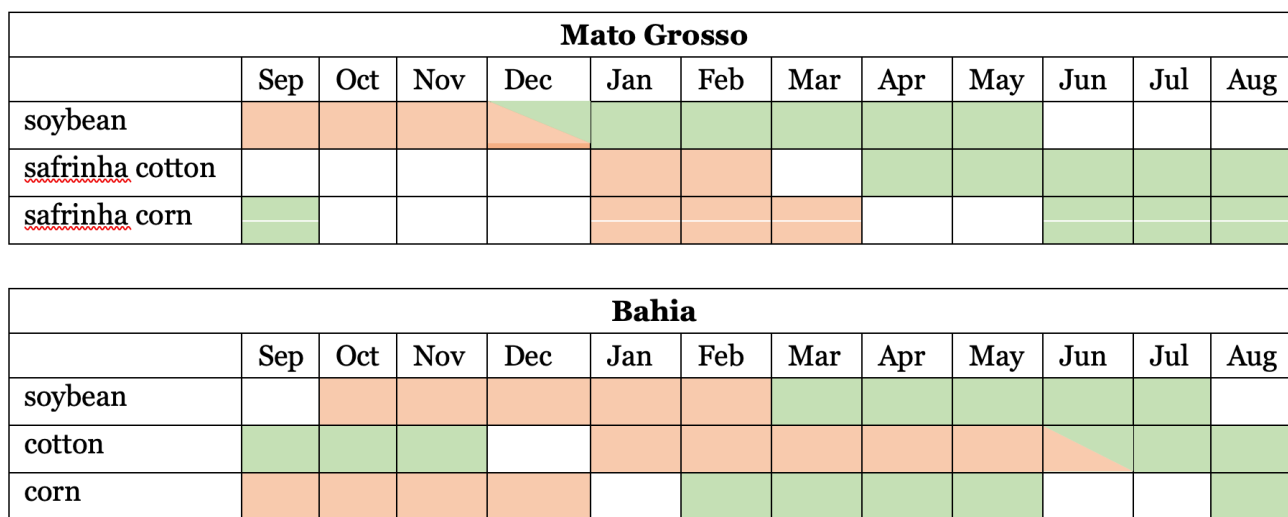 Mato Grosso
Sep Oct Nov Dec Jan Feb Mar Apr May Jun Jul Aug
soybean
safrinha cotton
safrinha corn
Bahia
Sep Oct Nov Dec Jan Feb Mar Apr May Jun Jul Aug
soybean
cotton
corn